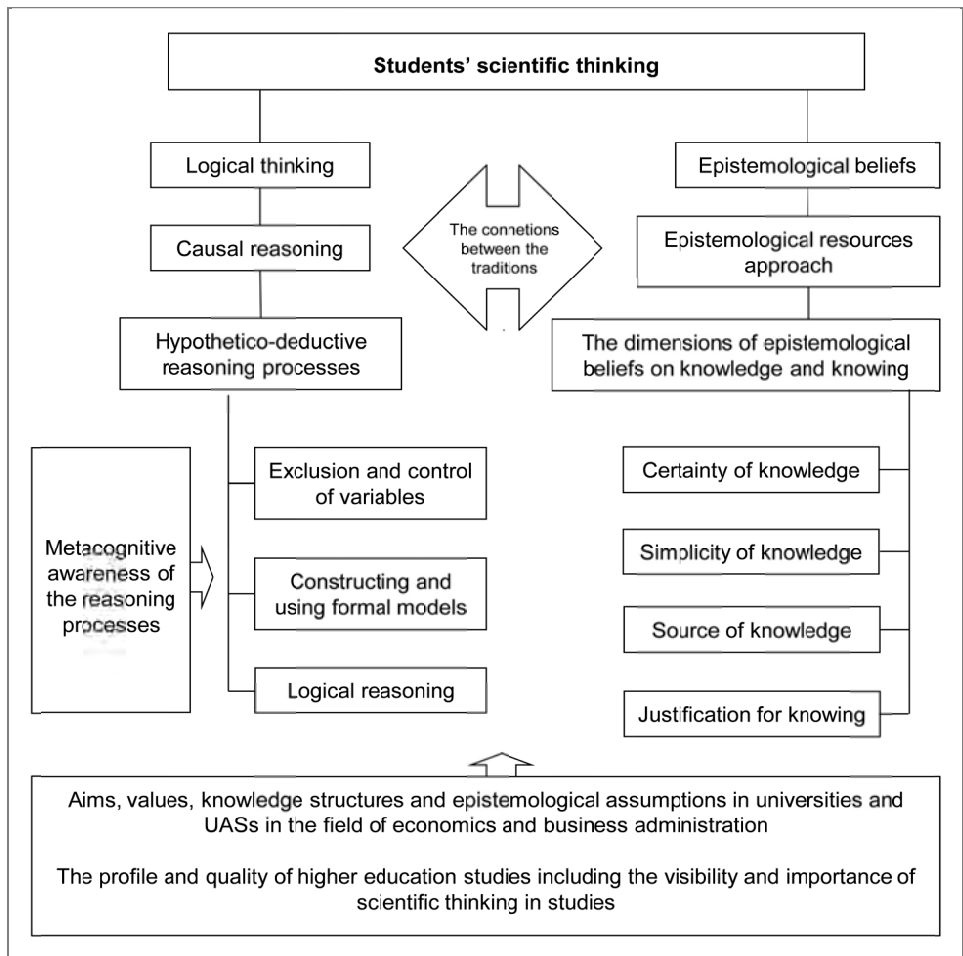 Students' scientific thinking
Logical thinking
Epistemological beliefs
The connetions
between the
traditions
Causal reasoning
Epistemological resources
approach
Hypothetico-deductive
reasoning processes
The dimensions of epistemological
beliefs on knowledge and knowing
Metacognitive
awareness of
the reasoning
processes
Exclusion and control
of variables
Constructing and
using formal models
Logical reasoning
Certainty of knowledge
Simplicity of knowledge
Source of knowledge
Justification for knowing
Aims, values, knowledge structures and epistemological assumptions in universities and
UASs in the field of economics and business administration
The profile and quality of higher education studies including the visibility and importance of
scientific thinking in studies